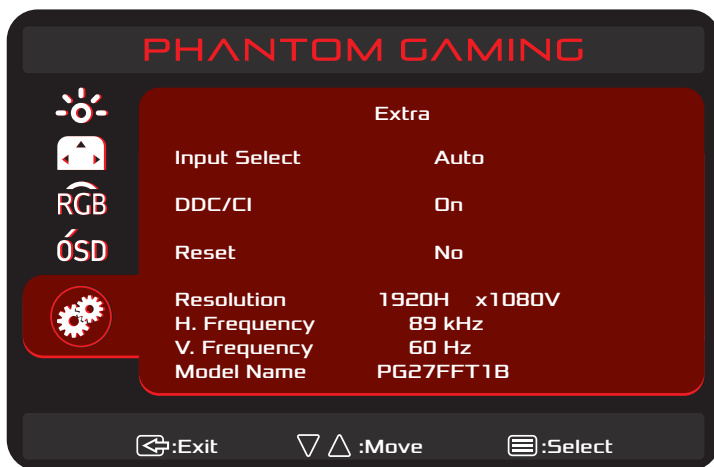 PHANTOM GAMING
Extra
Input Select Auto
DDC/CI On
RGB
OSD
Reset No
Resolution 1920H x1080V
H. Frequency 89 kHz
V. Frequency 60 Hz
Model Name PG27FFT1B
:Exit :Move :Select